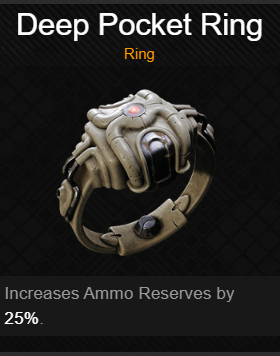 Deep Pocket Ring
Ring
Increases Ammo Reserves by
25%.